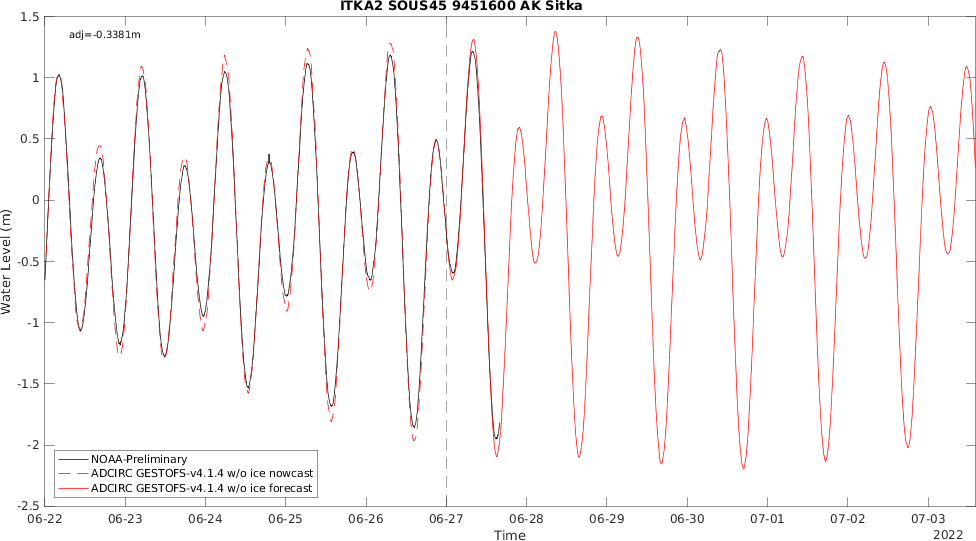 ITKA2 SOUS45 9451600 AK Sitka
adj=-0.3381m
1.5
1
0.5
0
-0.5
-1
-1.5
-2
-2.5
Water Level (m)
NOAA-Preliminary
ADCIRC GESTOFS-v4.1.4 w/o ice nowcast
ADCIRC GESTOFS-v4.1.4 w/o ice forecast
06-22 06-23 06-24 06-25 06-26 06-27 06-28 06-29 06-30 07-01 07-02 07-03
Time
2022